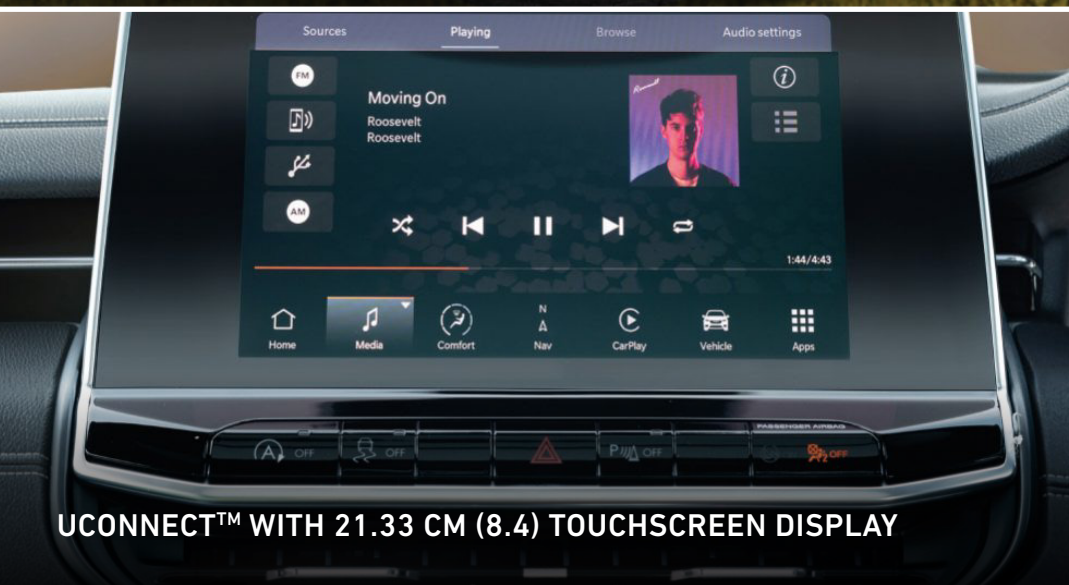 Sources Playing Browse Audio settings
FM
Moving On
Roosevelt
Roosevelt
AM
1:44/4:43
Home Media Comfort N Nav CarPlay Vehicle Apps
PASSENGER AIRBAG
A OFF OFF P OFF 2 OFF
UCONNECT™ WITH 21.33 CM (8.4) TOUCHSCREEN DISPLAY